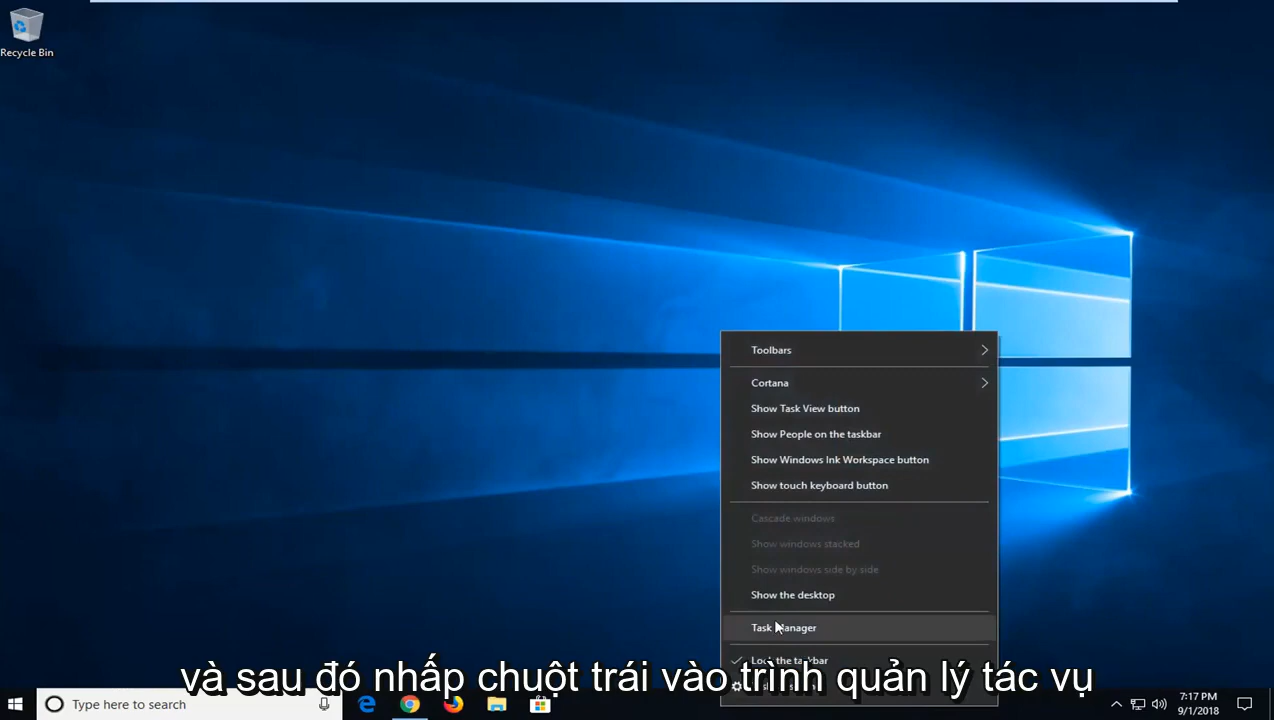 Recycle Bin
Toolbars
Cortana
Show Task View button
Show People on the taskbar
Show Windows Ink Workspace button
Show touch keyboard button
Cascade windows
Show windows stacked
Show windows side by side
Show the desktop
Task Manager
Lock the taskbar
và sau đó nhấp chuột trái vào trình quản lý tác vụ
Type here to search
7:17 PM
9/1/2018